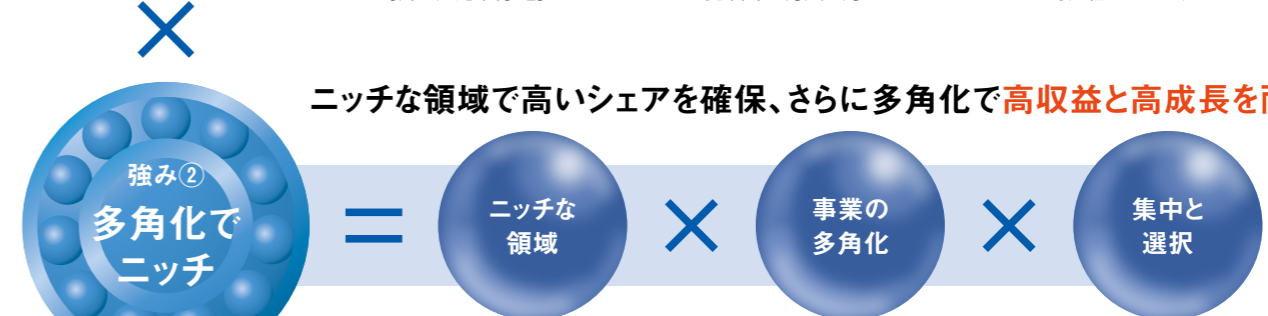 ×
ニッチな領域で高いシェアを確保、さらに多角化で高収益と高成長を
強み②
多角化で
ニッチ
=
ニッチな
領域
×
事業の
多角化
×
集中と
選択